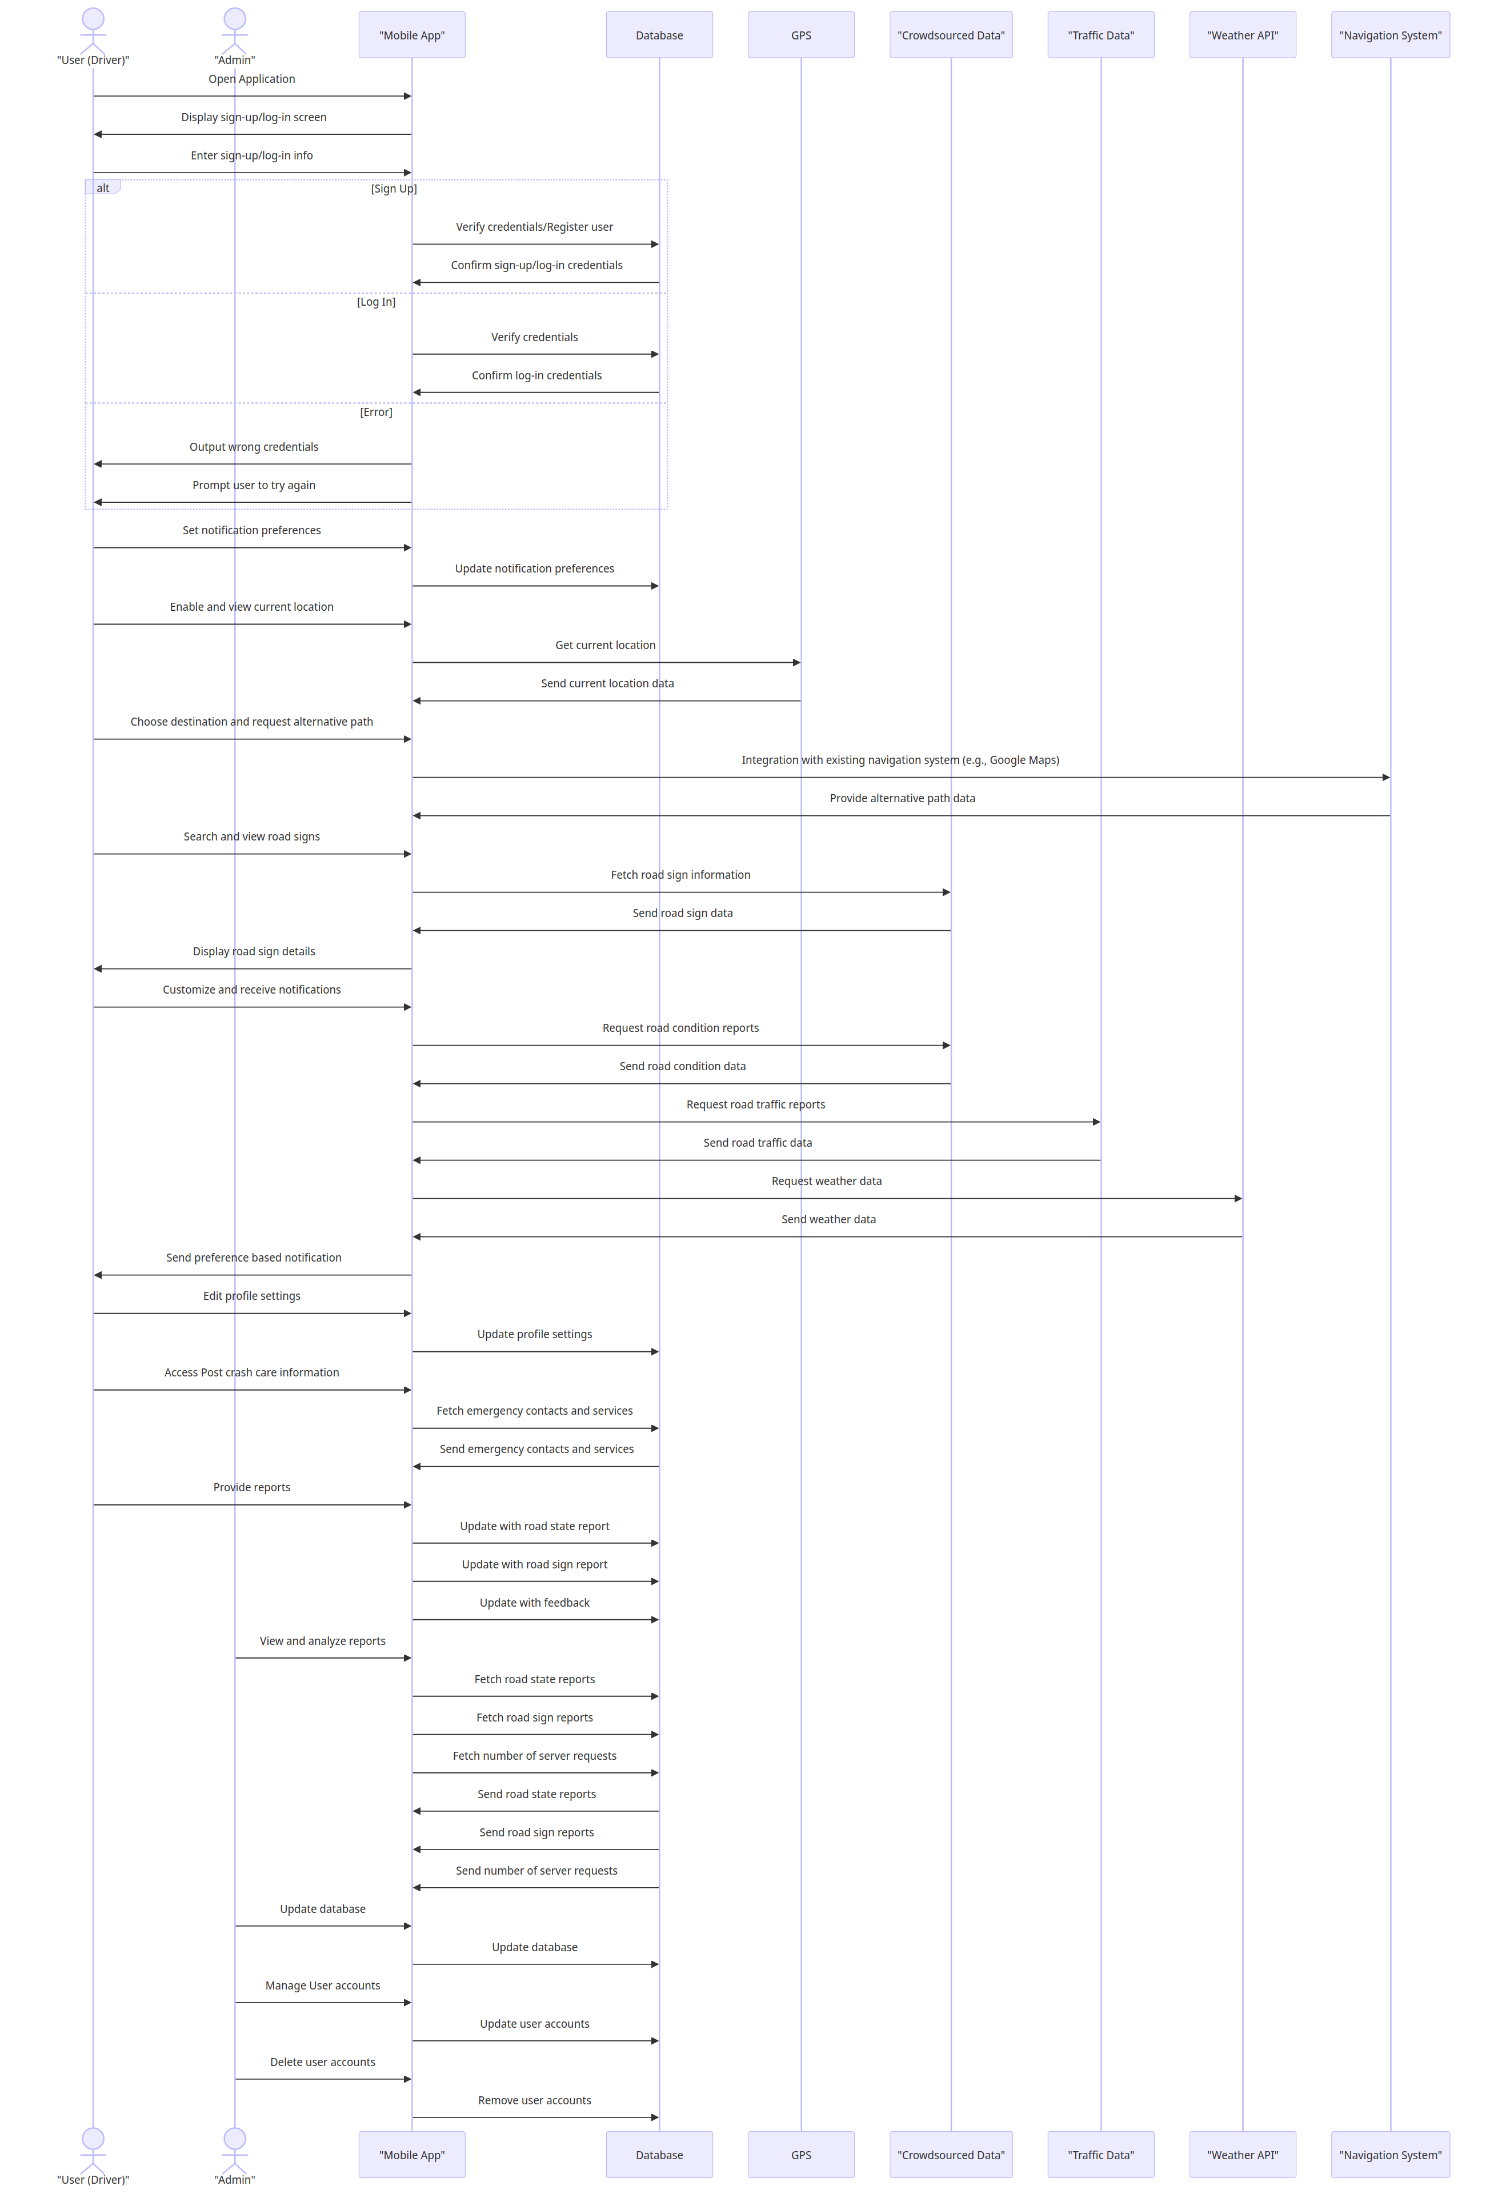 "User (Driver)"
"Admin"
"Mobile App"
Database
GPS
"Crowdsourced Data"
"Traffic Data"
"Weather API"
"Navigation System"
Open Application
Display sign-up/log-in screen
Enter sign-up/log-in info
alt
[Sign Up]
Verify credentials/Register user
Confirm sign-up/log-in credentials
[Log In]
Verify credentials
Confirm log-in credentials
[Error]
Output wrong credentials
Prompt user to try again
Set notification preferences
Update notification preferences
Enable and view current location
Get current location
Send current location data
Choose destination and request alternative path
Integration with existing navigation system (e.g., Google Maps)
Provide alternative path data
Search and view road signs
Fetch road sign information
Send road sign data
Display road sign details
Customize and receive notifications
Request road condition reports
Send road condition data
Request road traffic reports
Send road traffic data
Request weather data
Send weather data
Send preference based notification
Edit profile settings
Update profile settings
Access Post crash care information
Fetch emergency contacts and services
Send emergency contacts and services
Provide reports
Update with road state report
Update with road sign report
Update with feedback
View and analyze reports
Fetch road state reports
Fetch road sign reports
Fetch number of server requests
Send road state reports
Send road sign reports
Send number of server requests
Update database
Update database
Manage User accounts
Update user accounts
Delete user accounts
Remove user accounts
"User (Driver)"
"Admin"
"Mobile App"
Database
GPS
"Crowdsourced Data"
"Traffic Data"
"Weather API"
"Navigation System"